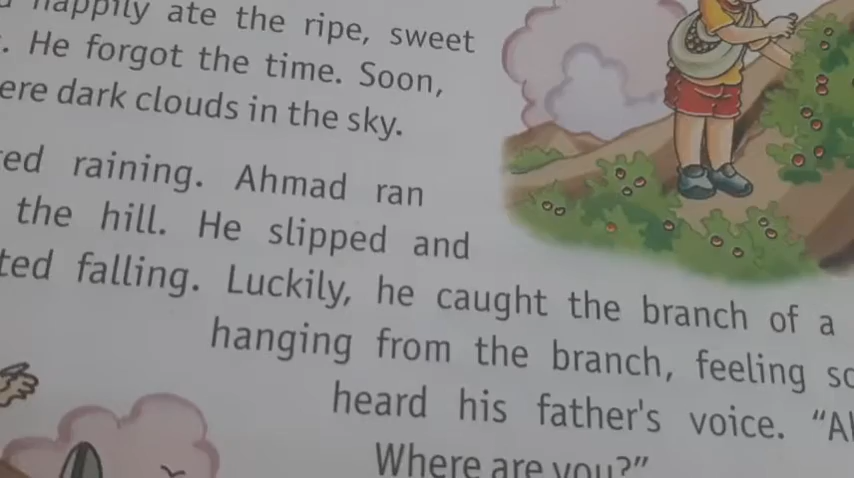 happily ate the ripe, sweet
. He forgot the time. Soon,
ere dark clouds in the sky.
ed raining. Ahmad ran
the hill. He slipped and
ted falling. Luckily, he caught the branch of a
hanging from the branch, feeling sc
heard his father's voice. “Ah
Where are you?”